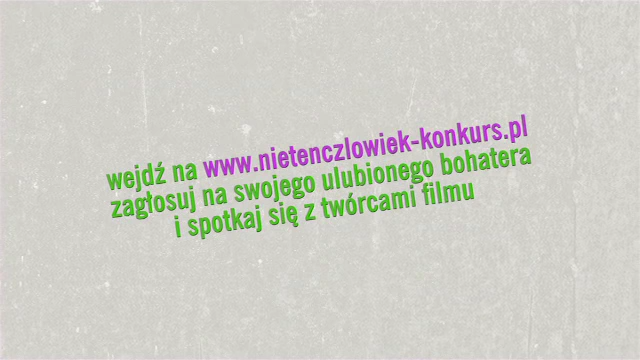 wejdź na www.nietenczlowiek-konkurs.pl
zagłosuj na swojego ulubionego bohatera
i spotkaj się z twórcami filmu